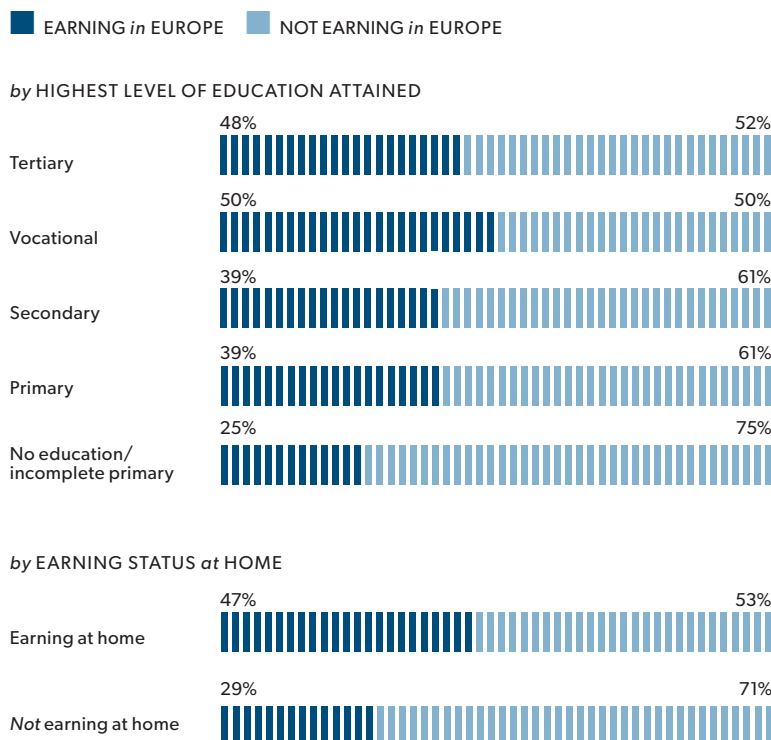 EARNING in EUROPE NOT EARNING in EUROPE
by HIGHEST LEVEL OF EDUCATION ATTAINED
48% 52%
Tertiary
50% 50%
Vocational
39% 61%
Secondary
39% 61%
Primary
25% 75%
No education/
incomplete primary
by EARNING STATUS at HOME
47% 53%
Earning at home
29% 71%
Not earning at home